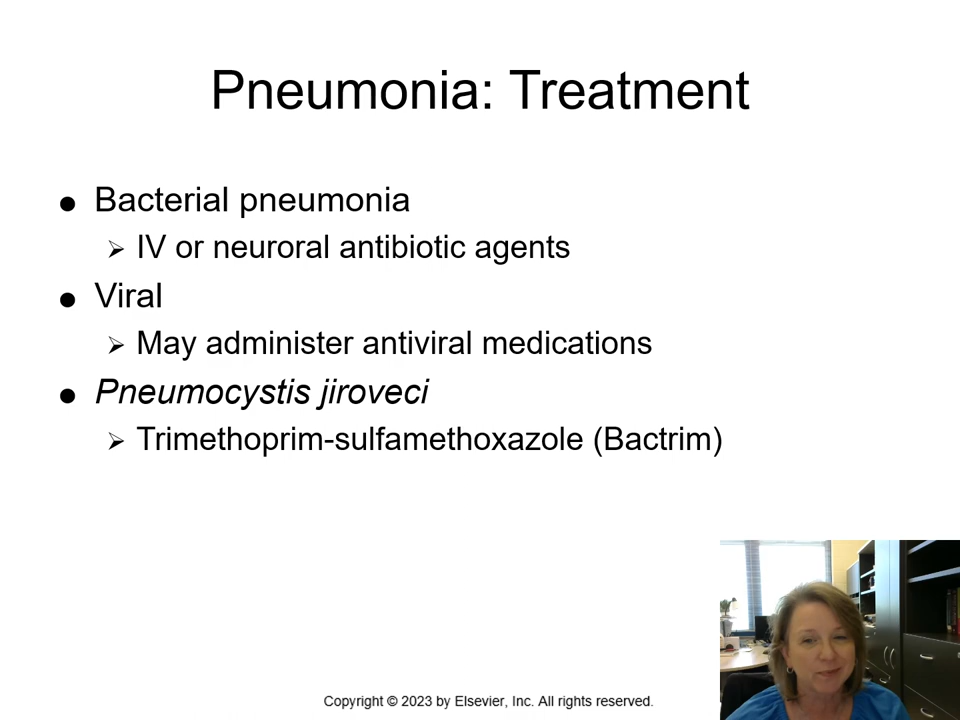 Pneumonia: Treatment
● Bacterial pneumonia
➢ IV or neuroral antibiotic agents
● Viral
➢ May administer antiviral medications
● Pneumocystis jiroveci
➢ Trimethoprim-sulfamethoxazole (Bactrim)
Copyright © 2023 by Elsevier, Inc. All rights reserved.